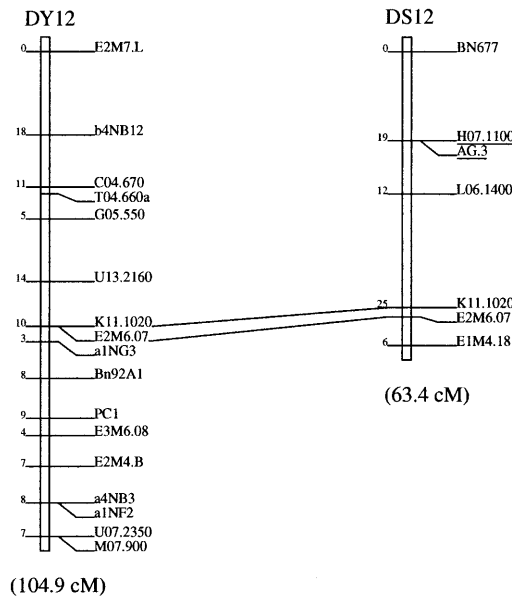 DY12
0 E2M7.L
18 b4NB12
11 C04.670
T04.660a
5 G05.550
14 U13.2160
10 K11.1020
E2M6.07
3 a1NG3
8 Bn92A1
9 PC1
4 E3M6.08
7 E2M4.B
8 a4NB3
a1NF2
7 U07.2350
M07.900
(104.9 cM)
DS12
0 BN677
19 H07.1100
AG.3
12 L06.1400
25 K11.1020
E2M6.07
6 E1M4.18
(63.4 cM)